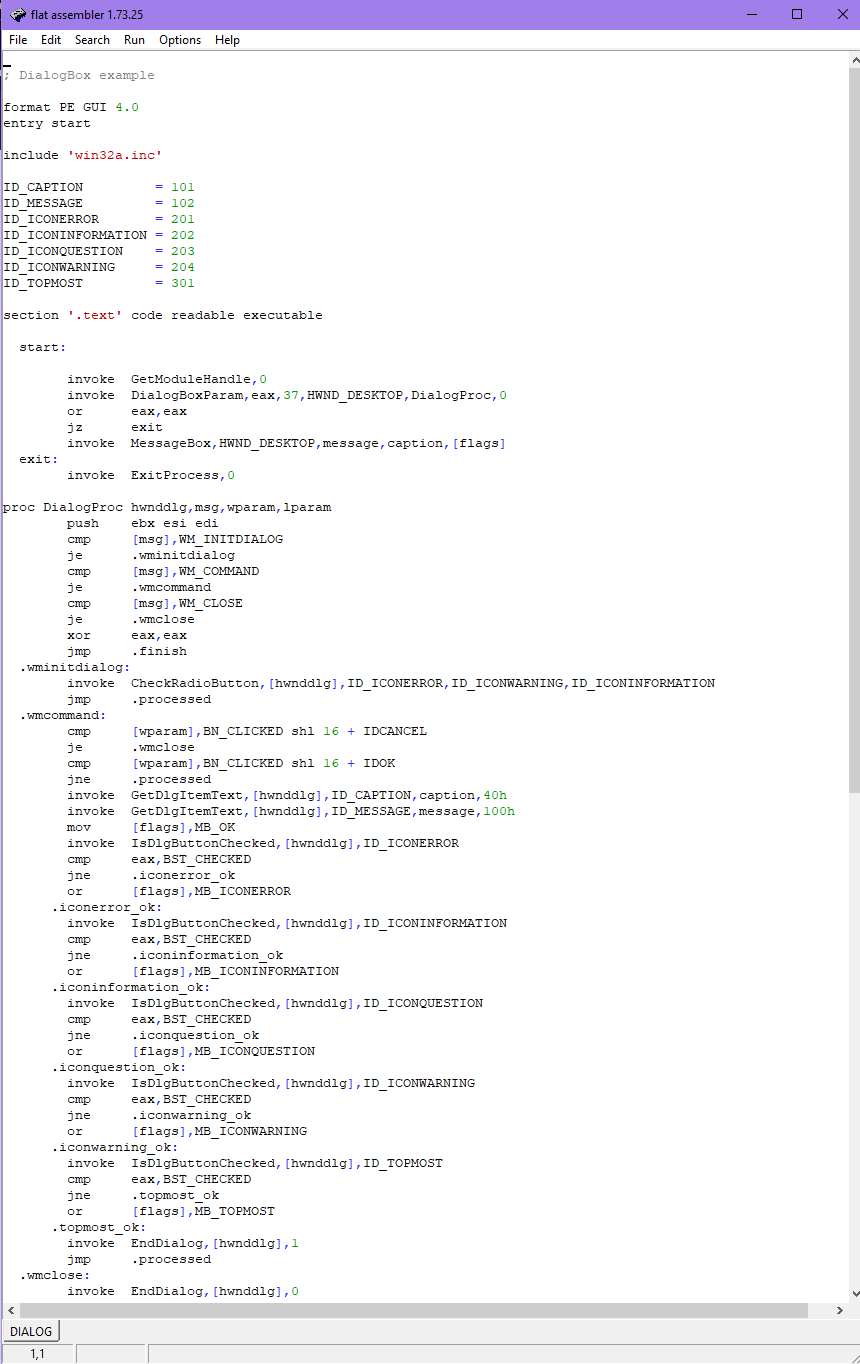 flat assembler 1.73.25
File Edit Search Run Options Help
; DialogBox example
format PE GUI 4.0
entry start
include 'win32a.inc'
ID_CAPTION         = 101
ID_MESSAGE         = 102
ID_ICONERROR       = 201
ID_ICONINFORMATION = 202
ID_ICONQUESTION    = 203
ID_ICONWARNING     = 204
ID_TOPMOST         = 301
section '.text' code readable executable
  start:
        invoke  GetModuleHandle,0
        invoke  DialogBoxParam,eax,37,HWND_DESKTOP,DialogProc,0
        or      eax,eax
        jz      exit
        invoke  MessageBox,HWND_DESKTOP,message,caption,[flags]
  exit:
        invoke  ExitProcess,0
proc DialogProc hwnddlg,msg,wparam,lparam
        push    ebx esi edi
        cmp     [msg],WM_INITDIALOG
        je      .wminitdialog
        cmp     [msg],WM_COMMAND
        je      .wmcommand
        cmp     [msg],WM_CLOSE
        je      .wmclose
        xor     eax,eax
        jmp     .finish
  .wminitdialog:
        invoke  CheckRadioButton,[hwnddlg],ID_ICONERROR,ID_ICONWARNING,ID_ICONINFORMATION
        jmp     .processed
  .wmcommand:
        cmp     [wparam],BN_CLICKED shl 16 + IDCANCEL
        je      .wmclose
        cmp     [wparam],BN_CLICKED shl 16 + IDOK
        jne     .processed
        invoke  GetDlgItemText,[hwnddlg],ID_CAPTION,caption,40h
        invoke  GetDlgItemText,[hwnddlg],ID_MESSAGE,message,100h
        mov     [flags],MB_OK
        invoke  IsDlgButtonChecked,[hwnddlg],ID_ICONERROR
        cmp     eax,BST_CHECKED
        jne     .iconerror_ok
        or      [flags],MB_ICONERROR
      .iconerror_ok:
        invoke  IsDlgButtonChecked,[hwnddlg],ID_ICONINFORMATION
        cmp     eax,BST_CHECKED
        jne     .iconinformation_ok
        or      [flags],MB_ICONINFORMATION
      .iconinformation_ok:
        invoke  IsDlgButtonChecked,[hwnddlg],ID_ICONQUESTION
        cmp     eax,BST_CHECKED
        jne     .iconquestion_ok
        or      [flags],MB_ICONQUESTION
      .iconquestion_ok:
        invoke  IsDlgButtonChecked,[hwnddlg],ID_ICONWARNING
        cmp     eax,BST_CHECKED
        jne     .iconwarning_ok
        or      [flags],MB_ICONWARNING
      .iconwarning_ok:
        invoke  IsDlgButtonChecked,[hwnddlg],ID_TOPMOST
        cmp     eax,BST_CHECKED
        jne     .topmost_ok
        or      [flags],MB_TOPMOST
      .topmost_ok:
        invoke  EndDialog,[hwnddlg],1
        jmp     .processed
  .wmclose:
        invoke  EndDialog,[hwnddlg],0
DIALOG
1,1